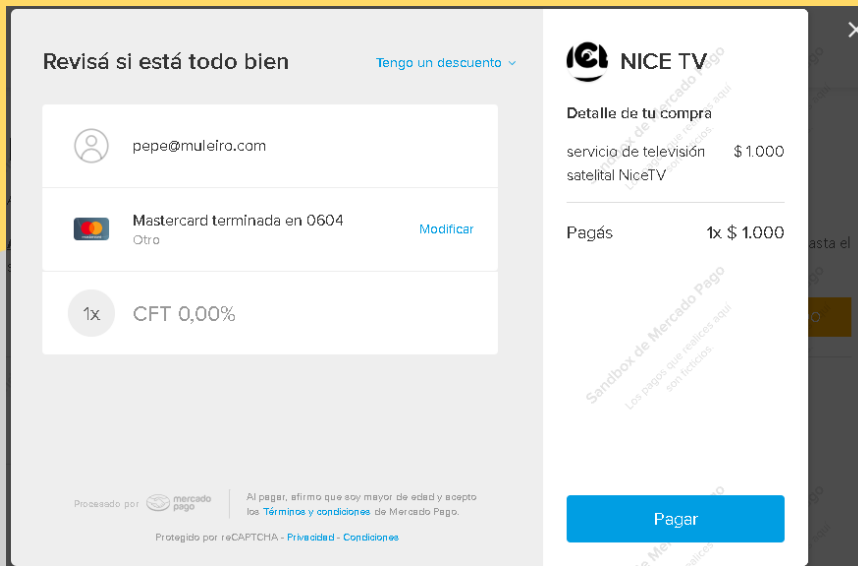 Revisá si está todo bien
Tengo un descuento
pepe@muleiro.com
Mastercard terminada en 0604
Otro
Modificar
1x
CFT 0,00%
Procesado por mercado pago
Al pagar, afirmo que soy mayor de edad y acepto
los Términos y condiciones de Mercado Pago.
Protegido por reCAPTCHA - Privacidad - Condiciones
NICE TV
Detalle de tu compra
servicio de televisión $ 1.000
satelital NiceTV
Pagás 1x $ 1.000
Sandbox de Mercado Pago
Los pagos que realices aquí
son ficticios.
Pagar
asta el